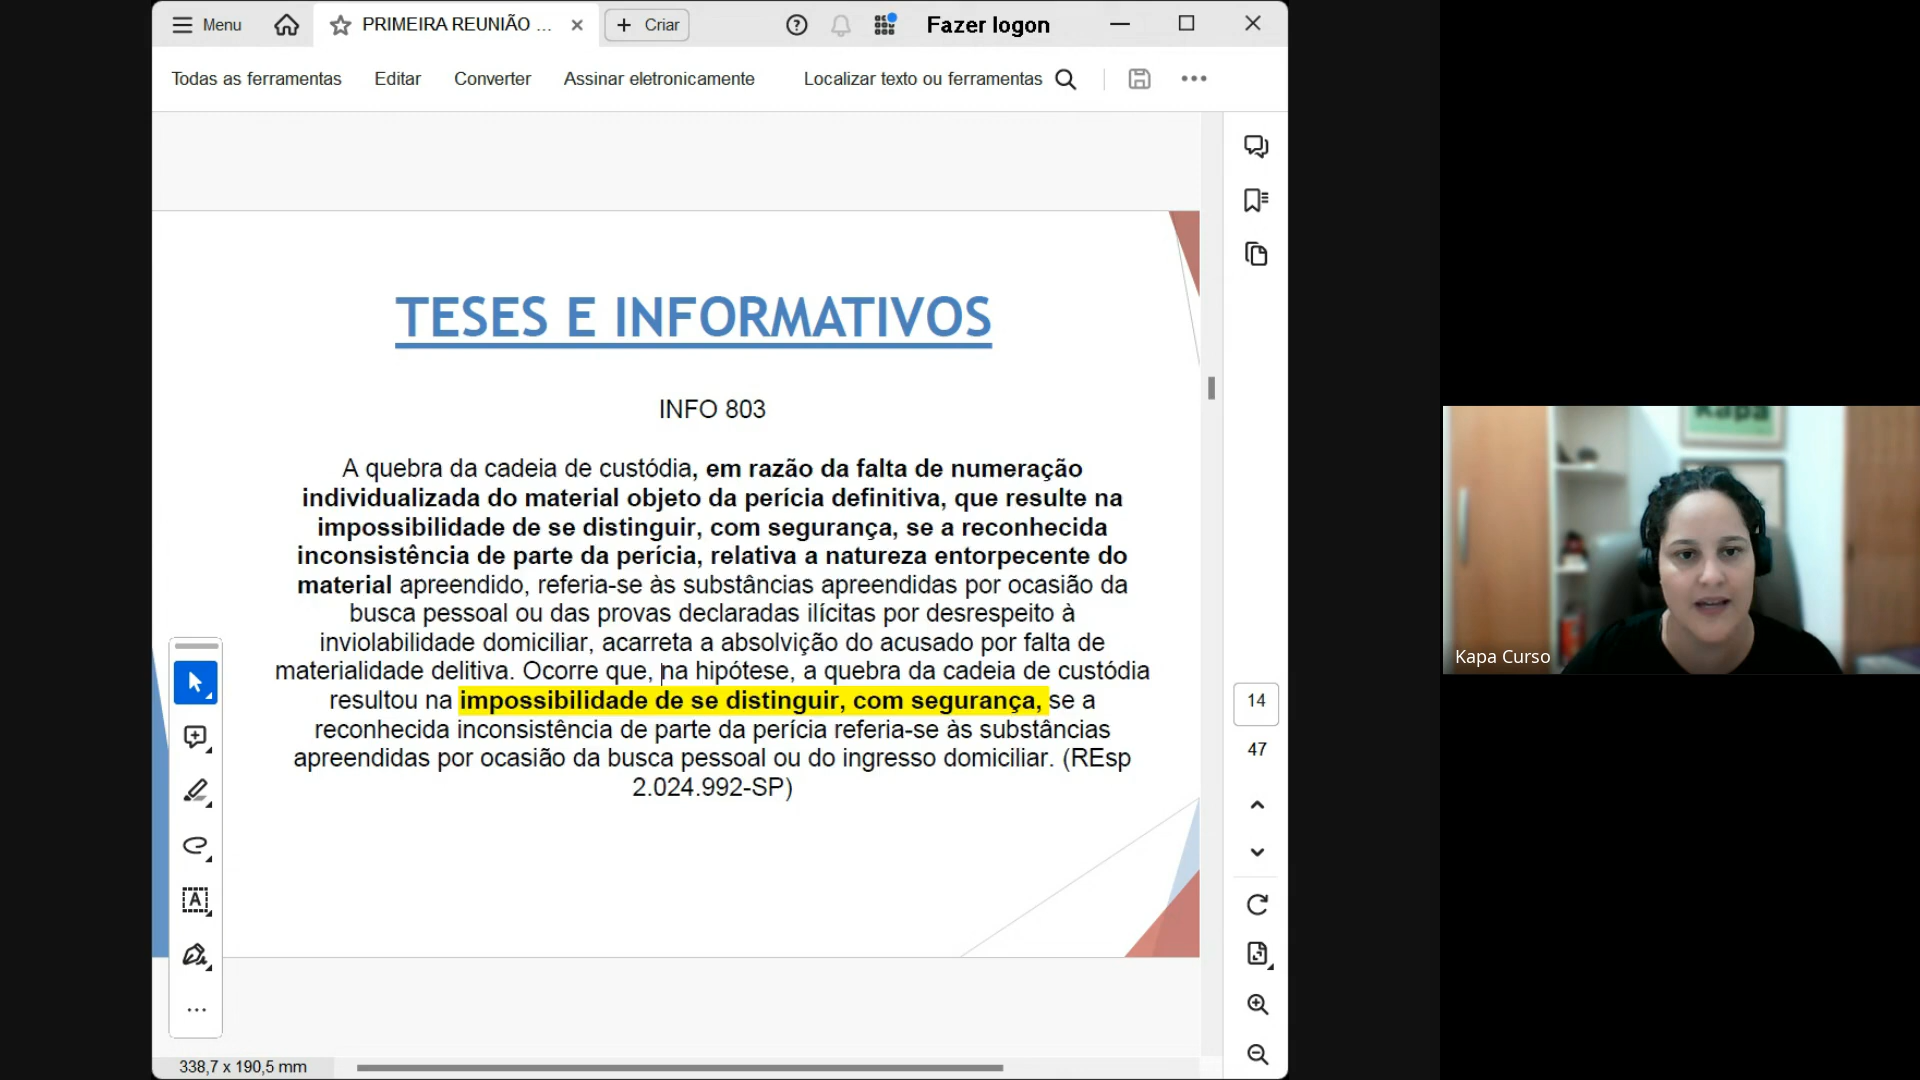 Menu
PRIMEIRA REUNIÃO ...
Criar
Fazer logon
Todas as ferramentas
Editar
Converter
Assinar eletronicamente
Localizar texto ou ferramentas
TESES E INFORMATIVOS
INFO 803
A quebra da cadeia de custódia, em razão da falta de numeração
individualizada do material objeto da perícia definitiva, que resulte na
impossibilidade de se distinguir, com segurança, se a reconhecida
inconsistência de parte da perícia, relativa a natureza entorpecente do
material apreendido, referia-se às substâncias apreendidas por ocasião da
busca pessoal ou das provas declaradas ilícitas por desrespeito à
inviolabilidade domiciliar, acarreta a absolvição do acusado por falta de
materialidade delitiva. Ocorre que, na hipótese, a quebra da cadeia de custódia
resultou na impossibilidade de se distinguir, com segurança, se a
reconhecida inconsistência de parte da perícia referia-se às substâncias
apreendidas por ocasião da busca pessoal ou do ingresso domiciliar. (REsp
2.024.992-SP)
14
47
338,7 x 190,5 mm
Kapa
Kapa Curso